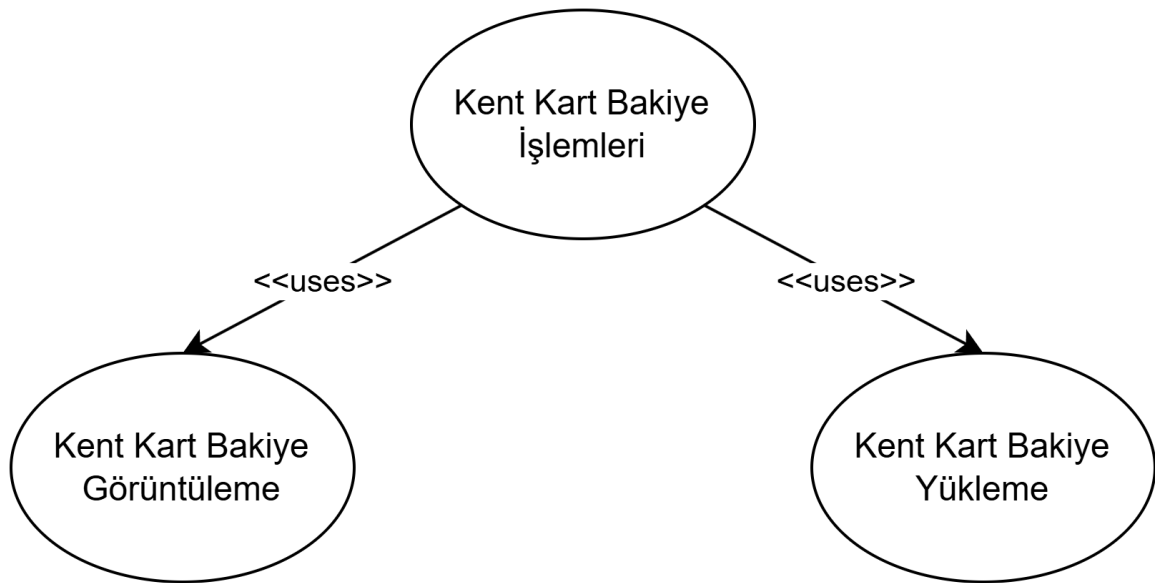 Kent Kart Bakiye
İşlemleri
<<uses>>
<<uses>>
Kent Kart Bakiye
Görüntüleme
Kent Kart Bakiye
Yükleme